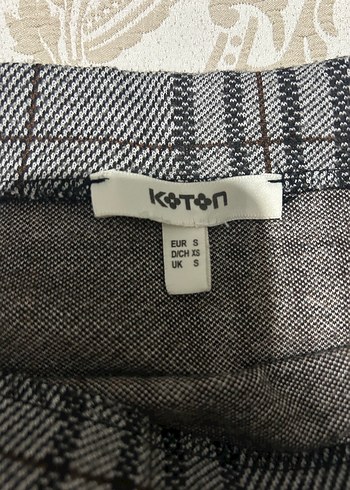 KOTON
EUR S
D/CH XS
UK S